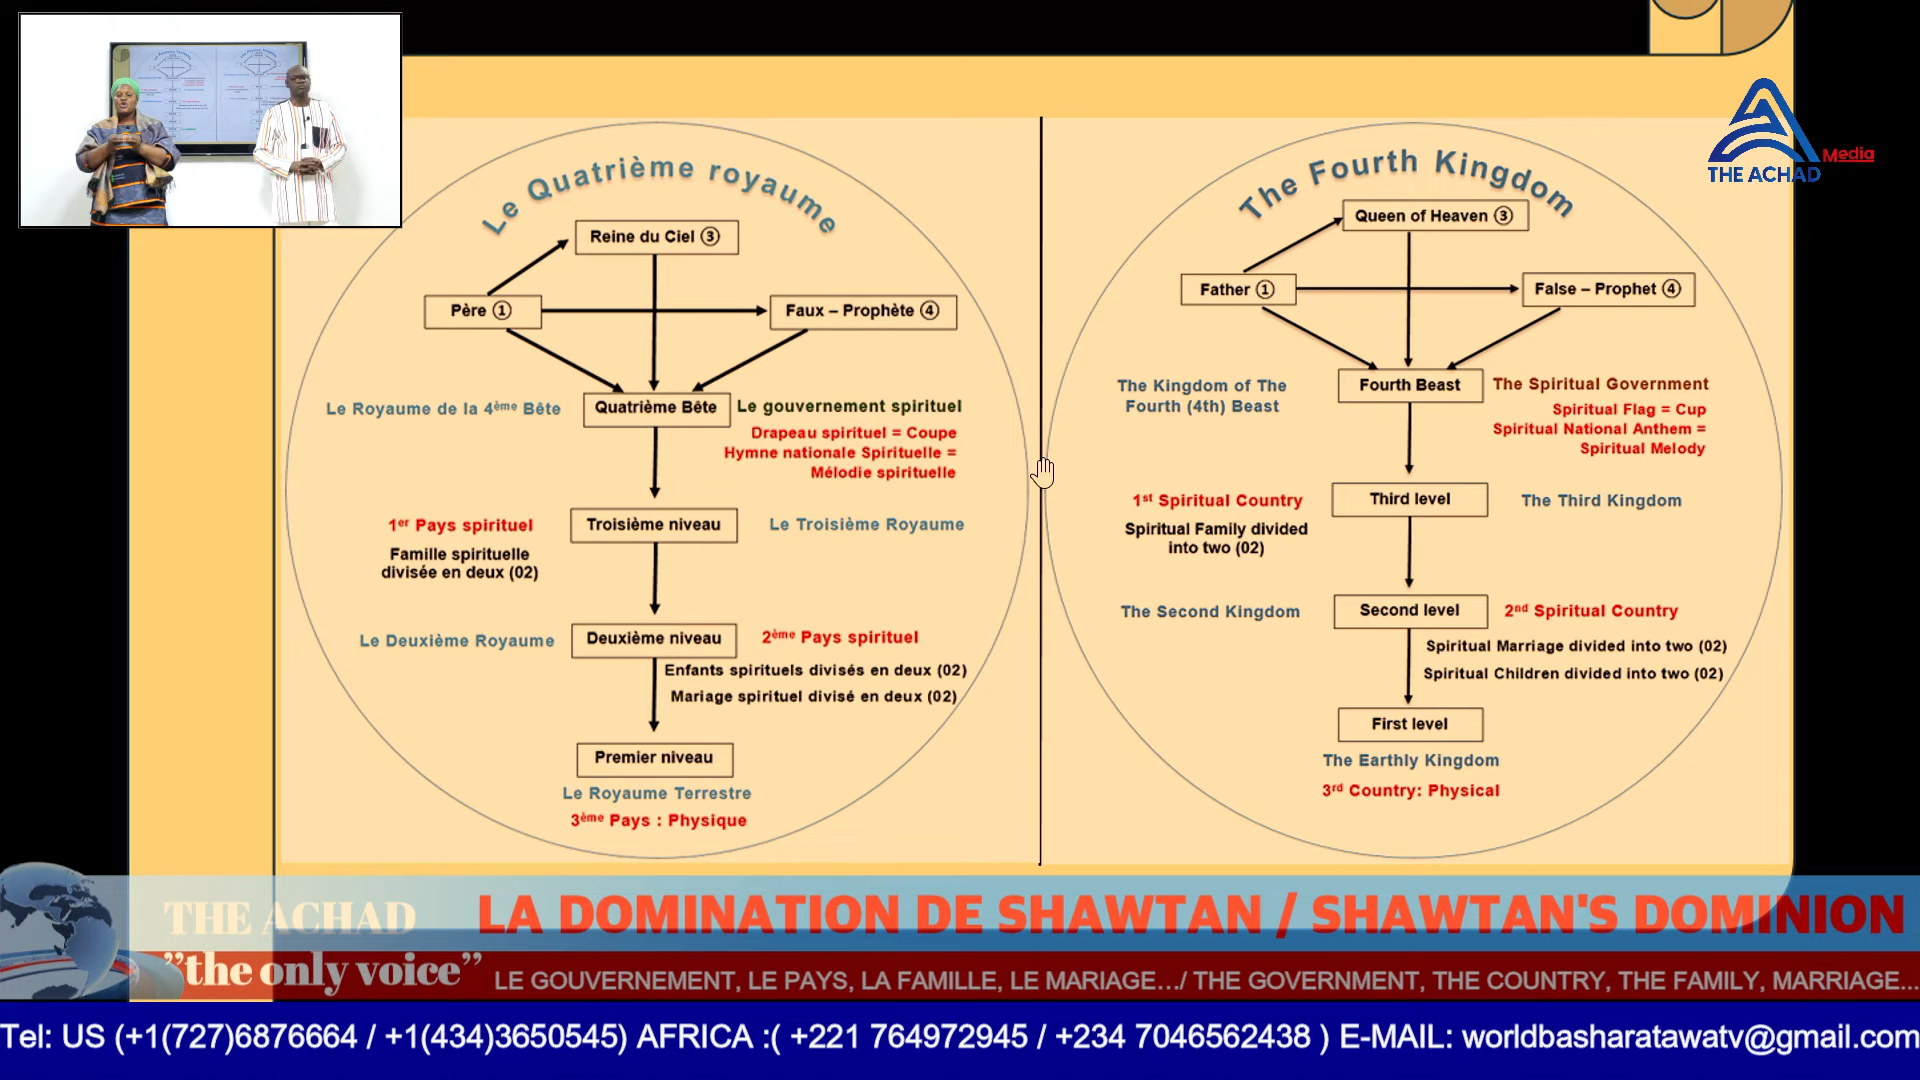 Le Quatrième royaume
Reine du Ciel ③
Père ①
Faux – Prophète ④
Le Royaume de la 4ème Bête
Quatrième Bête
Le gouvernement spirituel
Drapeau spirituel = Coupe
Hymne nationale Spirituelle =
Mélodie spirituelle
1er Pays spirituel
Troisième niveau
Le Troisième Royaume
Famille spirituelle
divisée en deux (02)
Le Deuxième Royaume
Deuxième niveau
2ème Pays spirituel
Enfants spirituels divisés en deux (02)
Mariage spirituel divisé en deux (02)
Premier niveau
Le Royaume Terrestre
3ème Pays : Physique
The Fourth Kingdom
Queen of Heaven ③
Father ①
False – Prophet ④
The Kingdom of The
Fourth (4th) Beast
Fourth Beast
The Spiritual Government
Spiritual Flag = Cup
Spiritual National Anthem =
Spiritual Melody
1st Spiritual Country
Third level
The Third Kingdom
Spiritual Family divided
into two (02)
The Second Kingdom
Second level
2nd Spiritual Country
Spiritual Marriage divided into two (02)
Spiritual Children divided into two (02)
First level
The Earthly Kingdom
3rd Country: Physical
THE ACHAD
Media
THE ACHAD
"the only voice"
LA DOMINATION DE SHAWTAN / SHAWTAN'S DOMINION
LE GOUVERNEMENT, LE PAYS, LA FAMILLE, LE MARIAGE.../ THE GOVERNMENT, THE COUNTRY, THE FAMILY, MARRIAGE...
Tel: US (+1(727)6876664 / +1(434)3650545) AFRICA :( +221 764972945 / +234 7046562438 ) E-MAIL: worldbasharatawatv@gmail.com